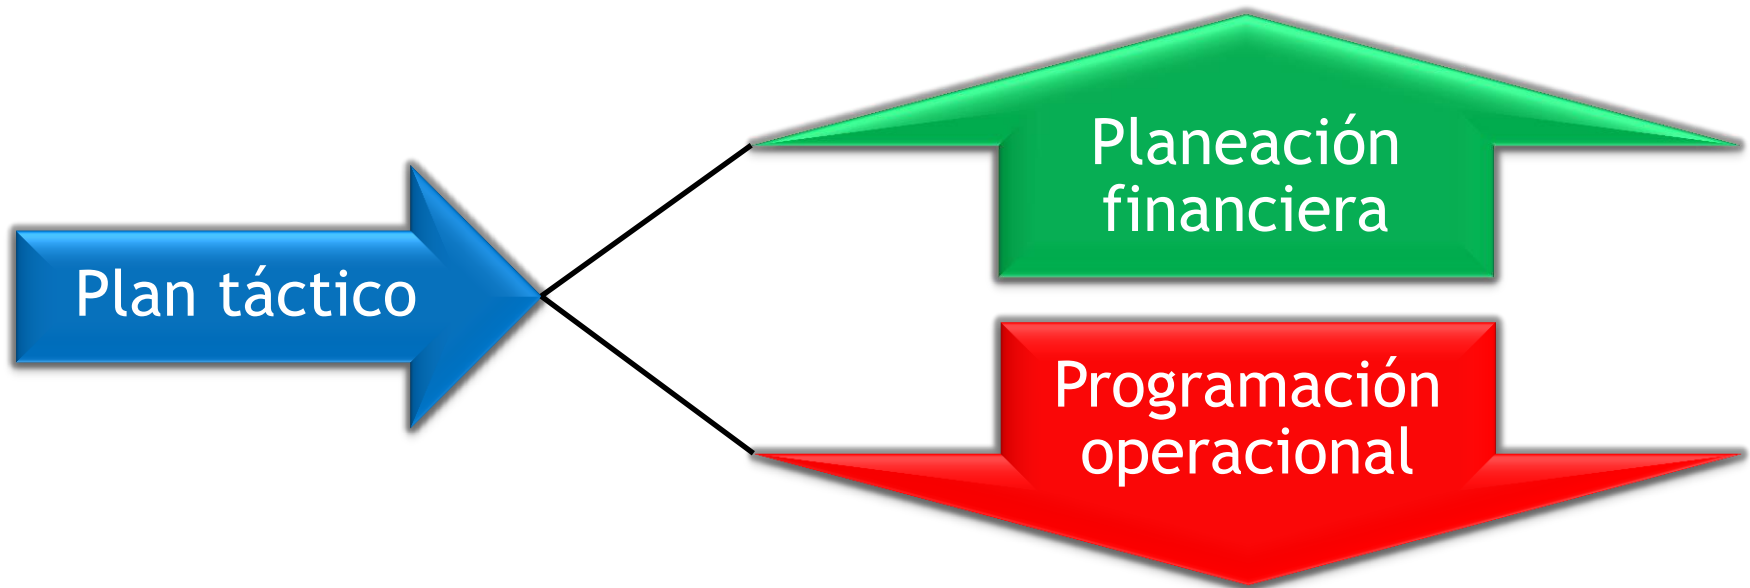 Plan táctico
Planeación
financiera
Programación
operacional